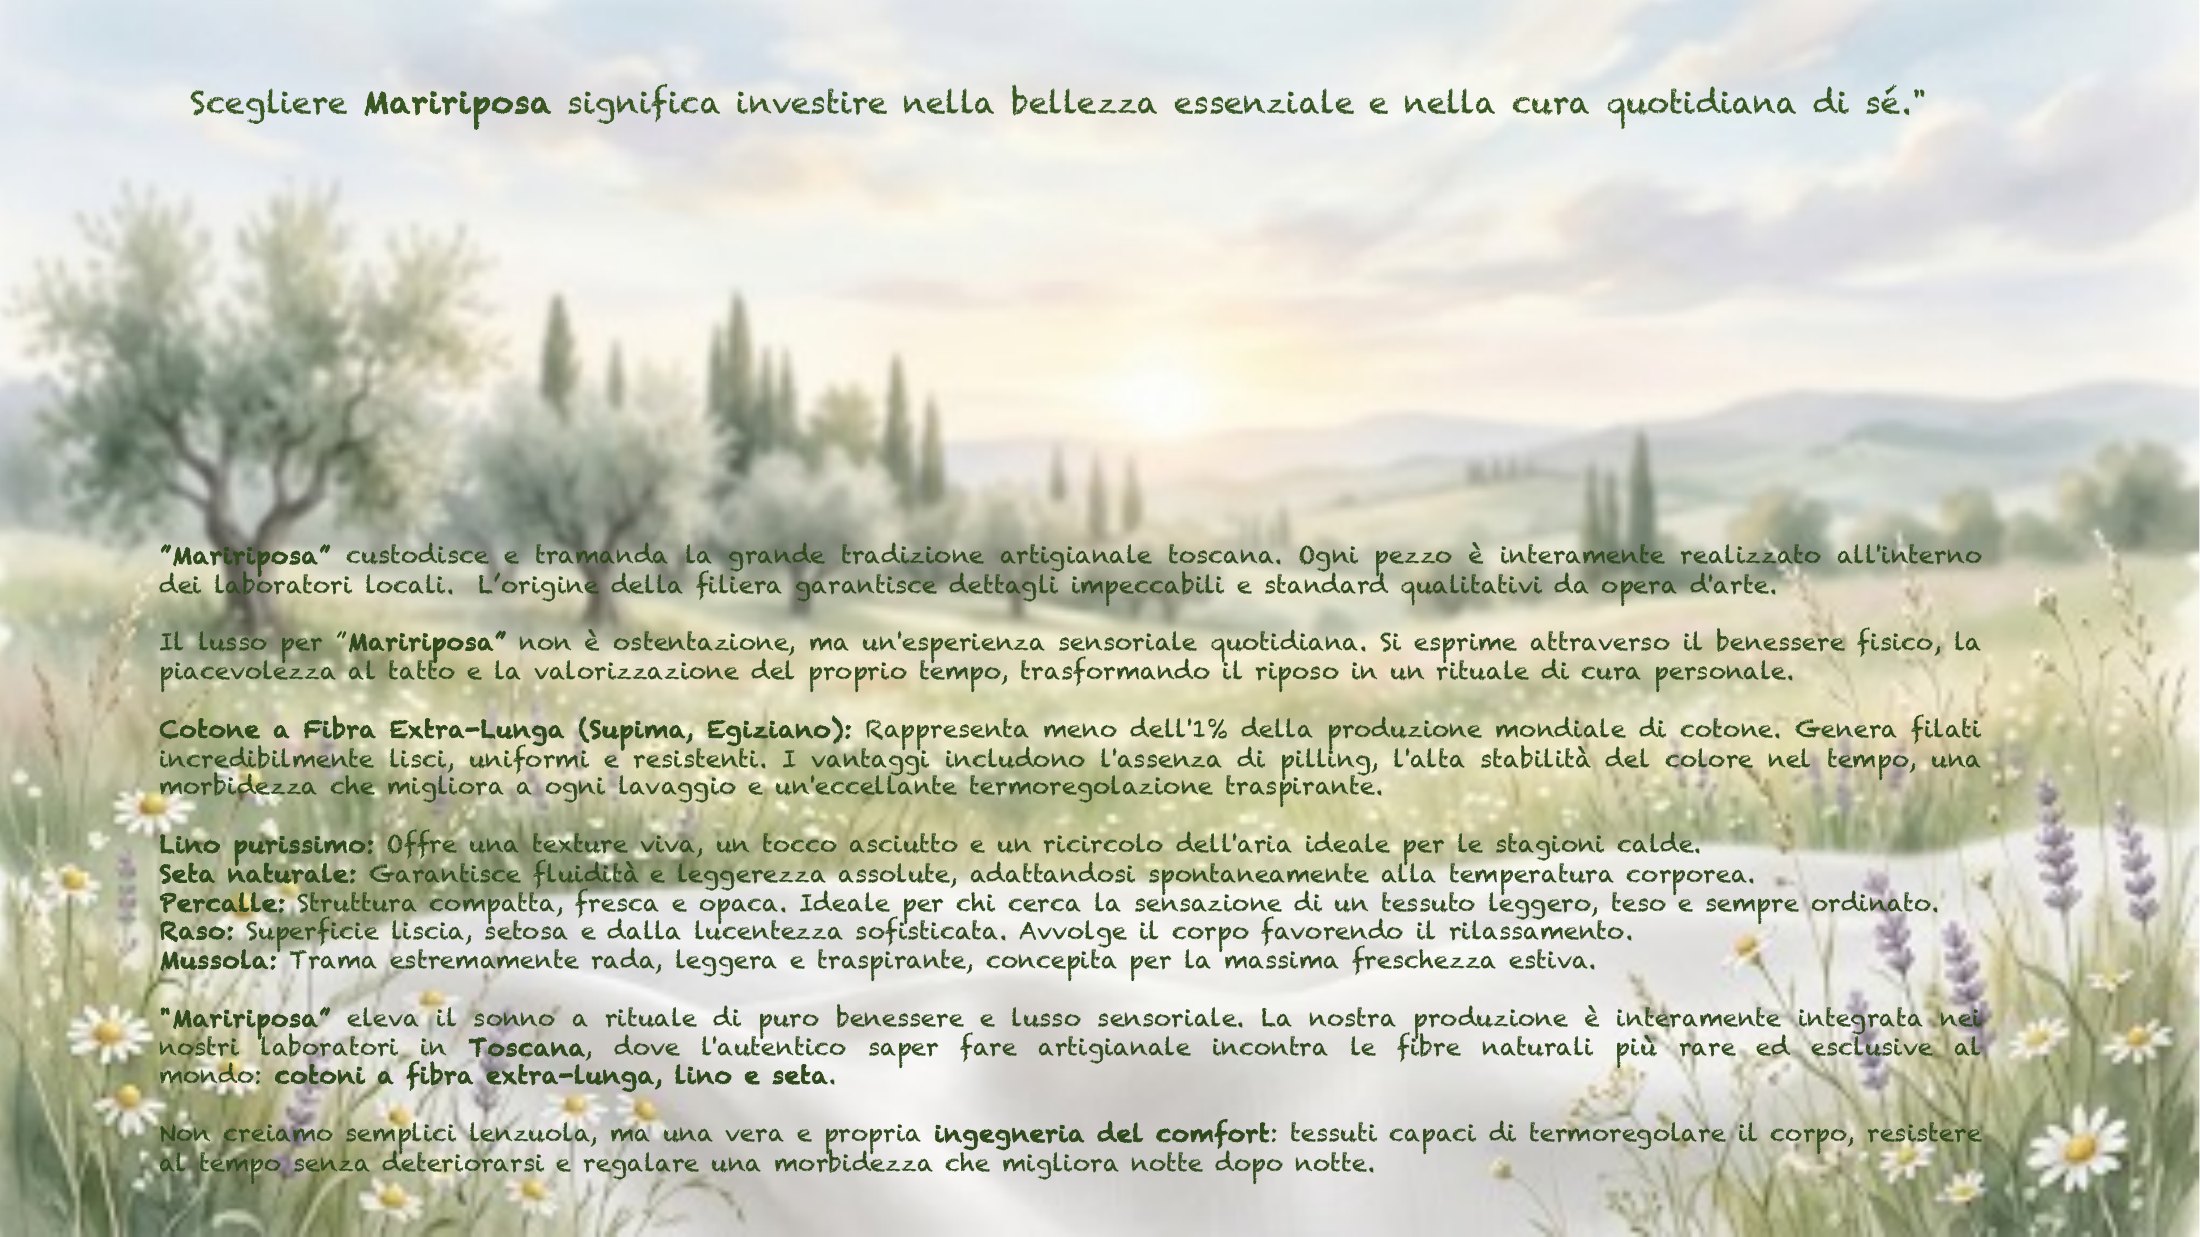 Scegliere Maririposa significa investire nella bellezza essenziale e nella cura quotidiana di sé."
"Maririposa" custodisce e tramanda la grande tradizione artigianale toscana. Ogni pezzo è interamente realizzato all'interno
dei laboratori locali. L'origine della filiera garantisce dettagli impeccabili e standard qualitativi da opera d'arte.
Il lusso per "Maririposa" non è ostentazione, ma un'esperienza sensoriale quotidiana. Si esprime attraverso il benessere fisico, la
piacevolezza al tatto e la valorizzazione del proprio tempo, trasformando il riposo in un rituale di cura personale.
Cotone a Fibra Extra-Lunga (Supima, Egiziano): Rappresenta meno dell'1% della produzione mondiale di cotone. Genera filati
incredibilmente lisci, uniformi e resistenti. I vantaggi includono l'assenza di pilling, l'alta stabilità del colore nel tempo, una
morbidezza che migliora a ogni lavaggio e un'eccellante termoregolazione traspirante.
Lino purissimo: Offre una texture viva, un tocco asciutto e un ricircolo dell'aria ideale per le stagioni calde.
Seta naturale: Garantisce fluidità e leggerezza assolute, adattandosi spontaneamente alla temperatura corporea.
Percalle: Struttura compatta, fresca e opaca. Ideale per chi cerca la sensazione di un tessuto leggero, teso e sempre ordinato.
Raso: Superficie liscia, setosa e dalla lucentezza sofisticata. Avvolge il corpo favorendo il rilassamento.
Mussola: Trama estremamente rada, leggera e traspirante, concepita per la massima freschezza estiva.
"Maririposa" eleva il sonno a rituale di puro benessere e lusso sensoriale. La nostra produzione è interamente integrata nei
nostri laboratori in Toscana, dove l'autentico saper fare artigianale incontra le fibre naturali più rare ed esclusive al
mondo: cotoni a fibra extra-lunga, lino e seta.
Non creiamo semplici lenzuola, ma una vera e propria ingegneria del comfort: tessuti capaci di termoregolare il corpo, resistere
al tempo senza deteriorarsi e regalare una morbidezza che migliora notte dopo notte.